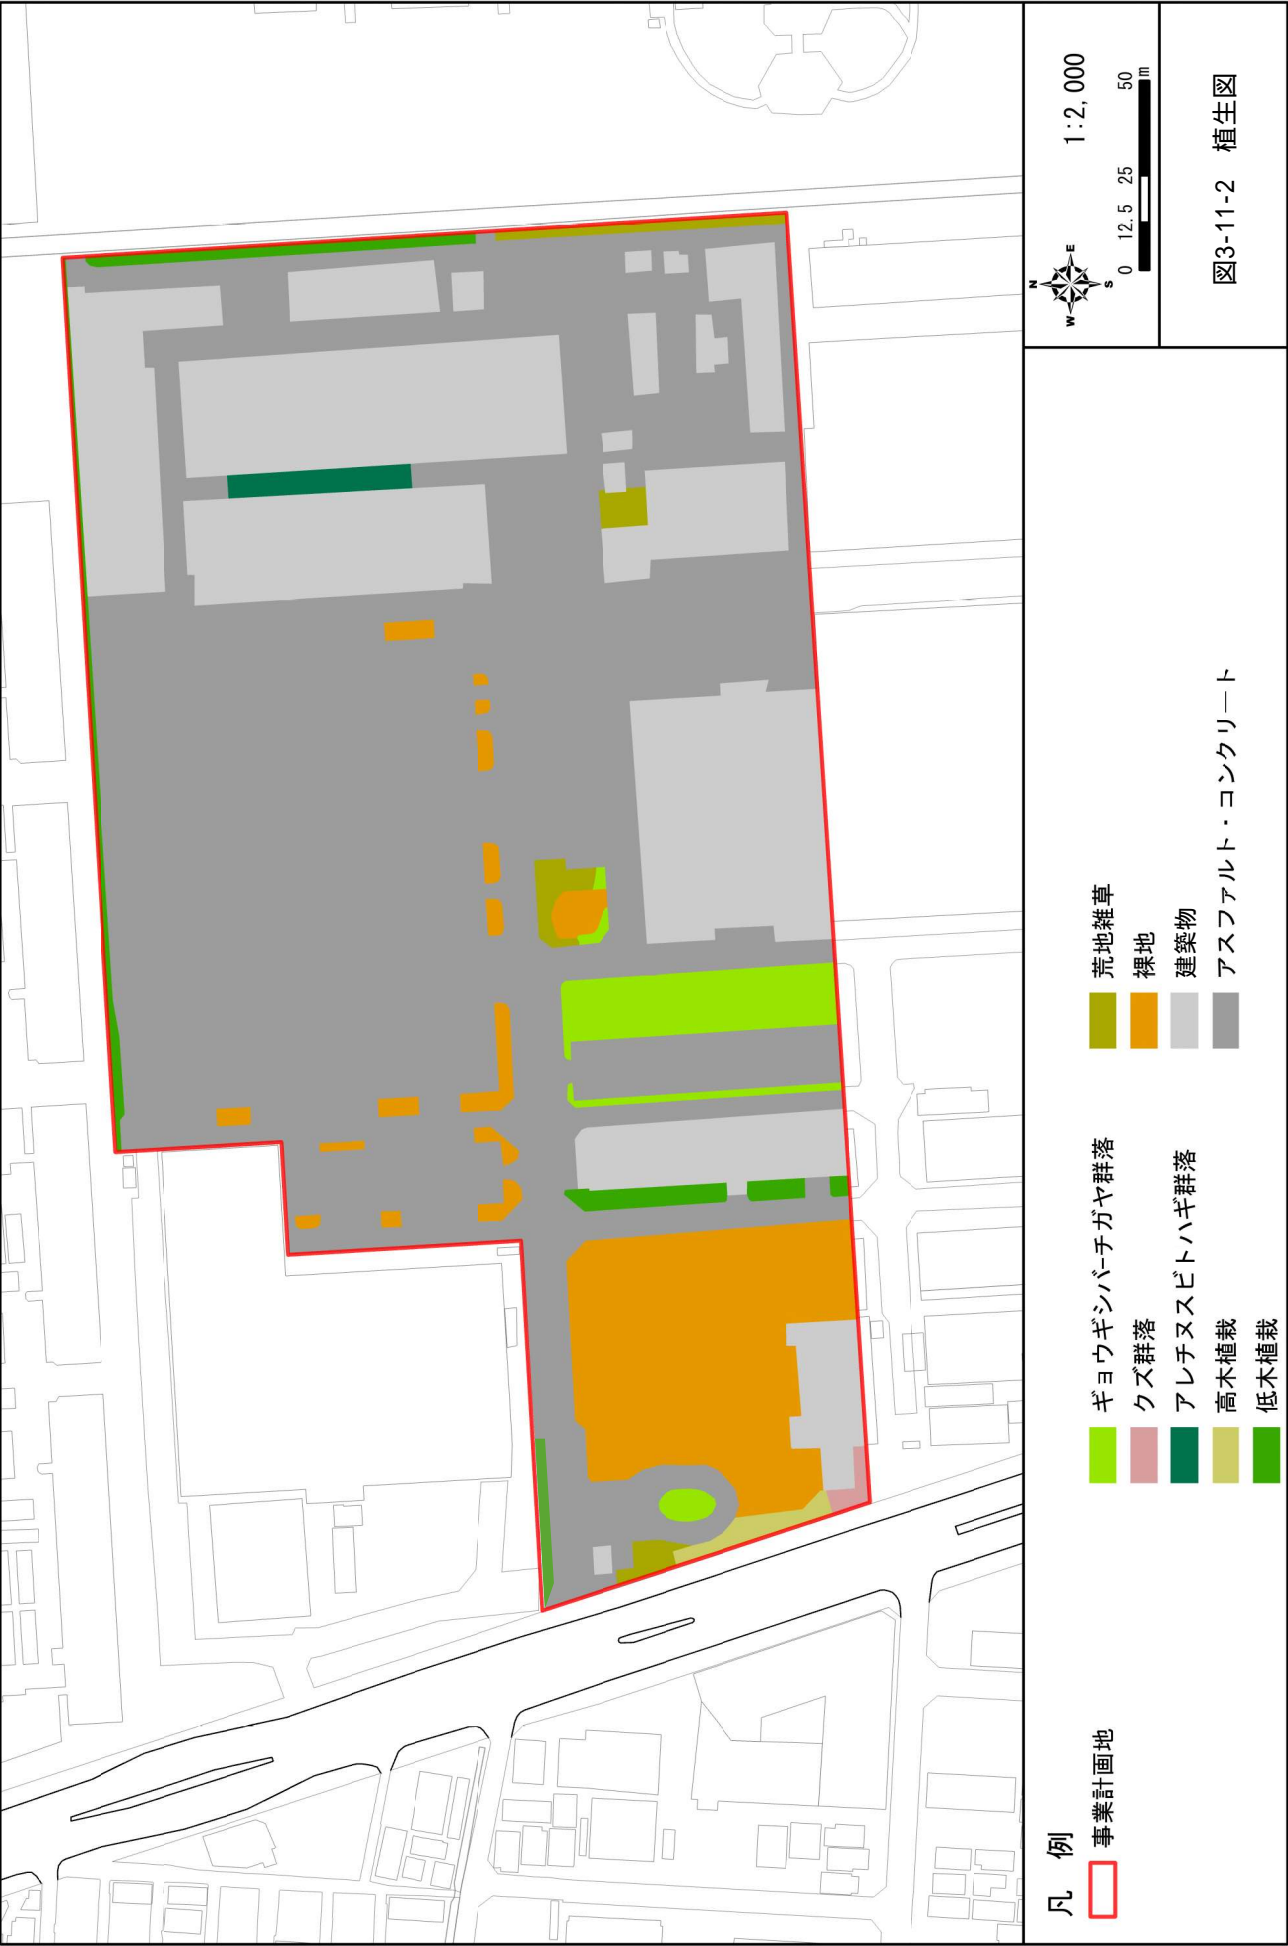 凡 例
事業計画地
ギョウギシバーチガヤ群落
クズ群落
アレチヌスビトハギ群落
高木植栽
低木植栽
荒地雑草
裸地
建築物
アスファルト・コンクリート
N
W E
S
1:2,000
0 12.5 25 50
m
図3-11-2 植生図